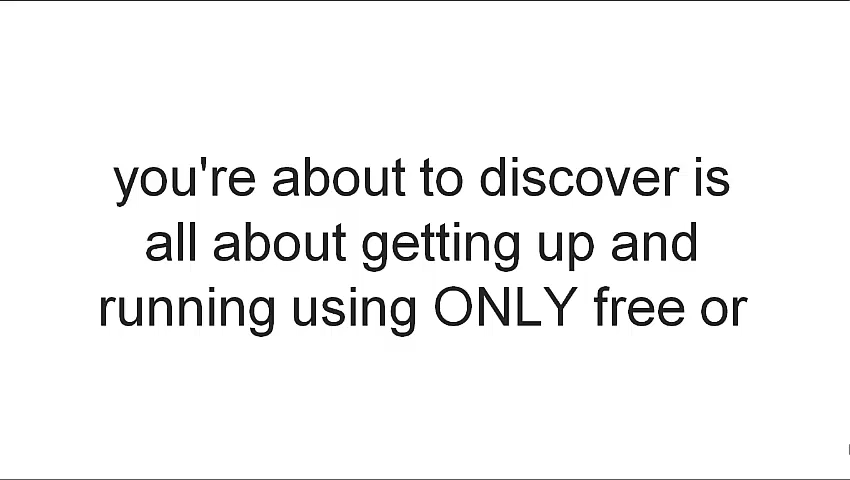 you're about to discover is
all about getting up and
running using ONLY free or